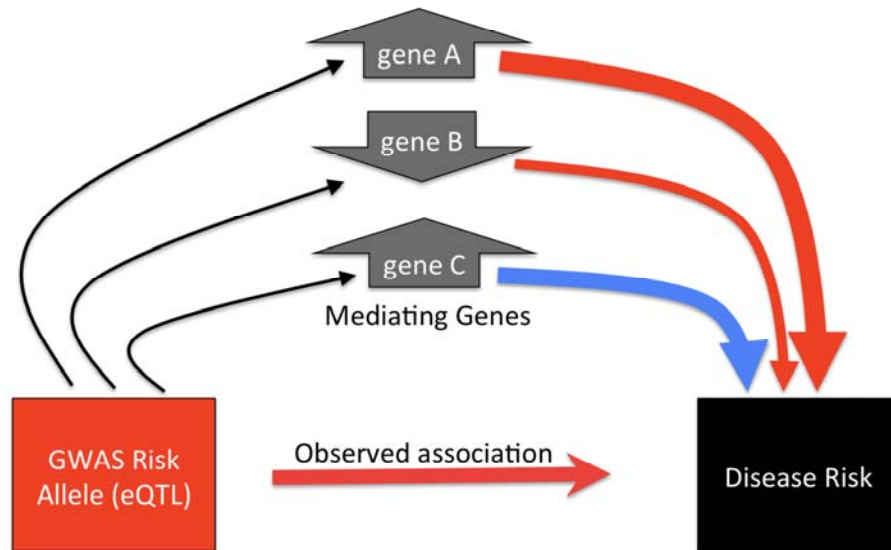 gene A
gene B
gene C
Mediating Genes
Observed association
GWAS Risk
Allele (eQTL)
Disease Risk